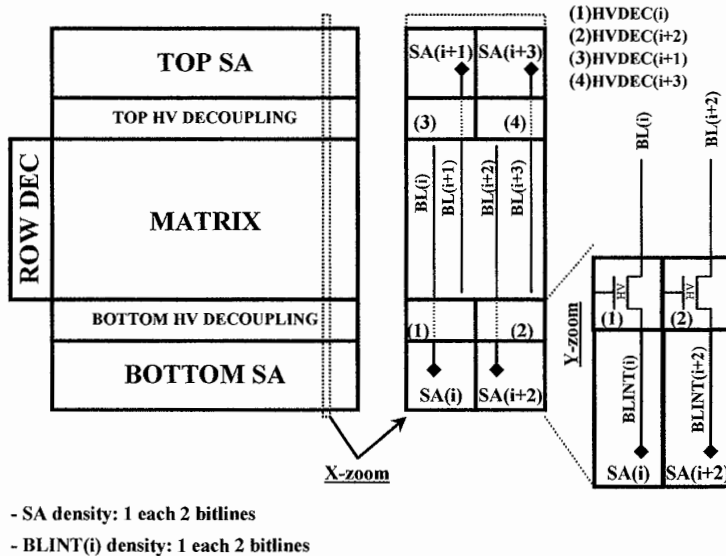 TOP SA
TOP HV DECOUPLING
ROW DEC
MATRIX
BOTTOM HV DECOUPLING
BOTTOM SA
X-zoom
SA(i+1)
SA(i+3)
(3)
(4)
BL(i)
BL(i+1)
BL(i+2)
BL(i+3)
(1)
(2)
SA(i)
SA(i+2)
(1)HVDEC(i)
(2)HVDEC(i+2)
(3)HVDEC(i+1)
(4)HVDEC(i+3)
BL(i)
BL(i+2)
Y-zoom
HV
HV
(1)
(2)
BLINT(i)
BLINT(i+2)
SA(i)
SA(i+2)
- SA density: 1 each 2 bitlines
- BLINT(i) density: 1 each 2 bitlines